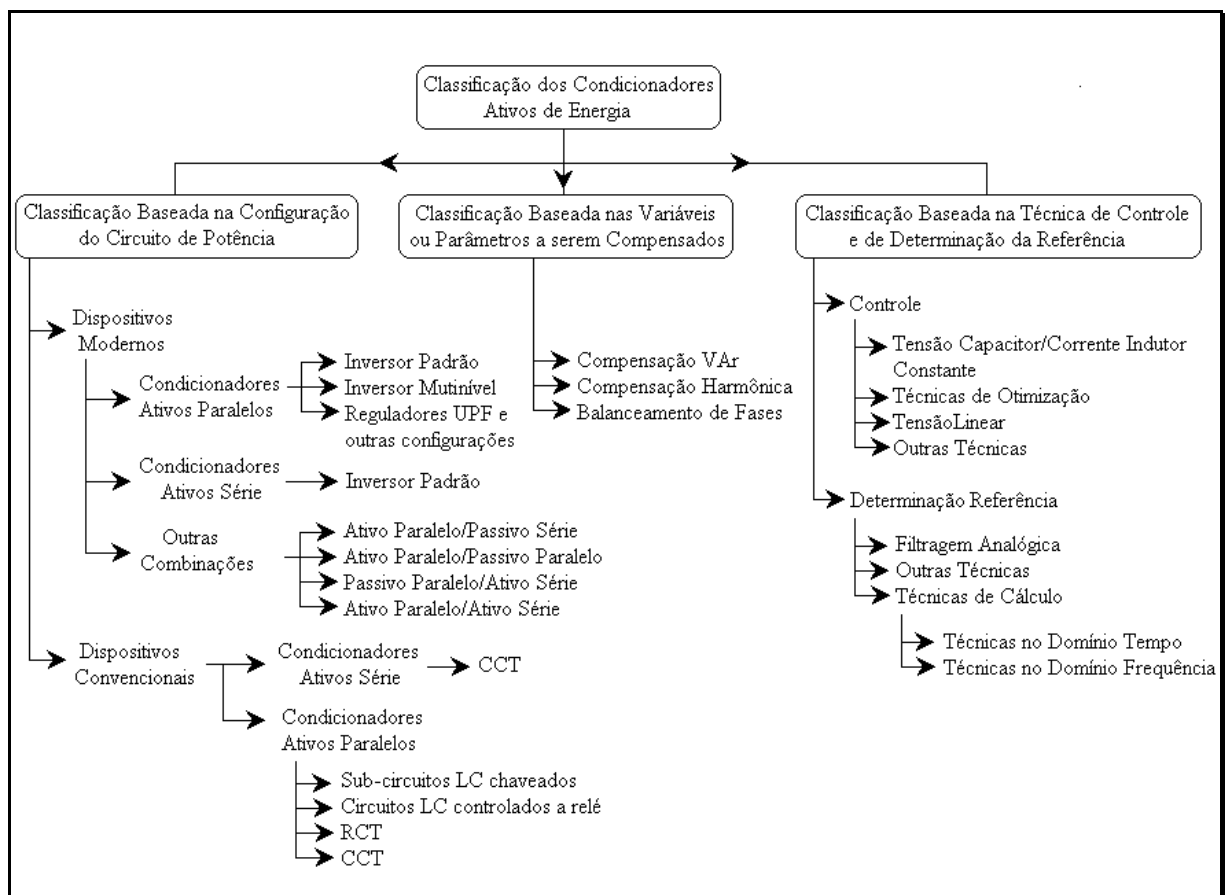 Classificação dos Condicionadores
Ativos de Energia
Classificação Baseada na Configuração
do Circuito de Potência
Classificação Baseada nas Variáveis
ou Parâmetros a serem Compensados
Classificação Baseada na Técnica de Controle
e de Determinação da Referência
Dispositivos
Modernos
Condicionadores
Ativos Paralelos
Inversor Padrão
Inversor Mutinível
Reguladores UPF e
outras configurações
Condicionadores
Ativos Série
Inversor Padrão
Outras
Combinações
Ativo Paralelo/Passivo Série
Ativo Paralelo/Passivo Paralelo
Passivo Paralelo/Ativo Série
Ativo Paralelo/Ativo Série
Dispositivos
Convencionais
Condicionadores
Ativos Série
CCT
Condicionadores
Ativos Paralelos
Sub-circuitos LC chaveados
Circuitos LC controlados a relé
RCT
CCT
Compensação VAr
Compensação Harmônica
Balanceamento de Fases
Controle
Tensão Capacitor/Corrente Indutor
Constante
Técnicas de Otimização
TensãoLinear
Outras Técnicas
Determinação Referência
Filtragem Analógica
Outras Técnicas
Técnicas de Cálculo
Técnicas no Domínio Tempo
Técnicas no Domínio Frequência